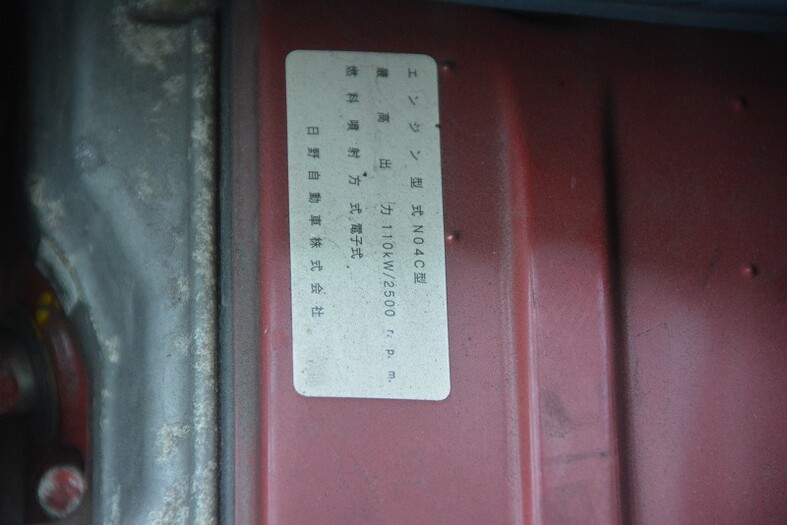 エンジン型式 N04C型
最高出力 110kW/2500 r.p.m.
燃料噴射方式 電子式
日野自動車株式会社